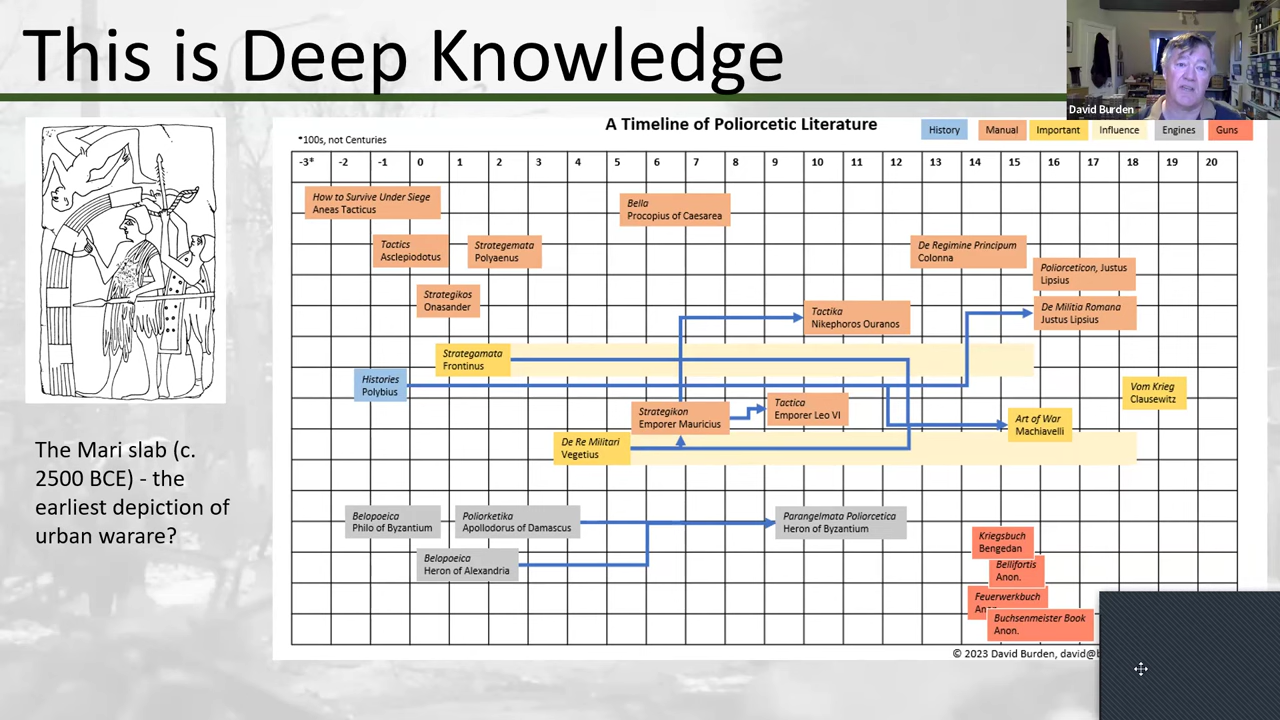 This is Deep Knowledge
David Burden
A Timeline of Poliorcetic Literature
History
Manual
Important
Influence
Engines
Guns
*100s, not Centuries
-3* -2 -1 0 1 2 3 4 5 6 7 8 9 10 11 12 13 14 15 16 17 18 19 20
How to Survive Under Siege
Aneas Tacticus
Bella
Procopius of Caesarea
Tactics
Asclepiodotus
Strategemata
Polyaenus
De Regimine Principum
Colonna
Poliorceticon, Justus
Lipsius
Strategikos
Onasander
Tactika
Nikephoros Ouranos
De Militia Romana
Justus Lipsius
Strategamata
Frontinus
Histories
Polybius
Vom Krieg
Clausewitz
Strategikon
Emporer Mauricius
Tactica
Emporer Leo VI
Art of War
Machiavelli
De Re Militari
Vegetius
Belopoeica
Philo of Byzantium
Poliorketika
Apollodorus of Damascus
Parangelmata Poliorcetica
Heron of Byzantium
Belopoeica
Heron of Alexandria
Kriegsbuch
Bengedan
Bellifortis
Anon.
Feuerwerkbuch
Buchsenmeister Book
Anon.
© 2023 David Burden, david@
The Mari slab (c.
2500 BCE) - the
earliest depiction of
urban warare?